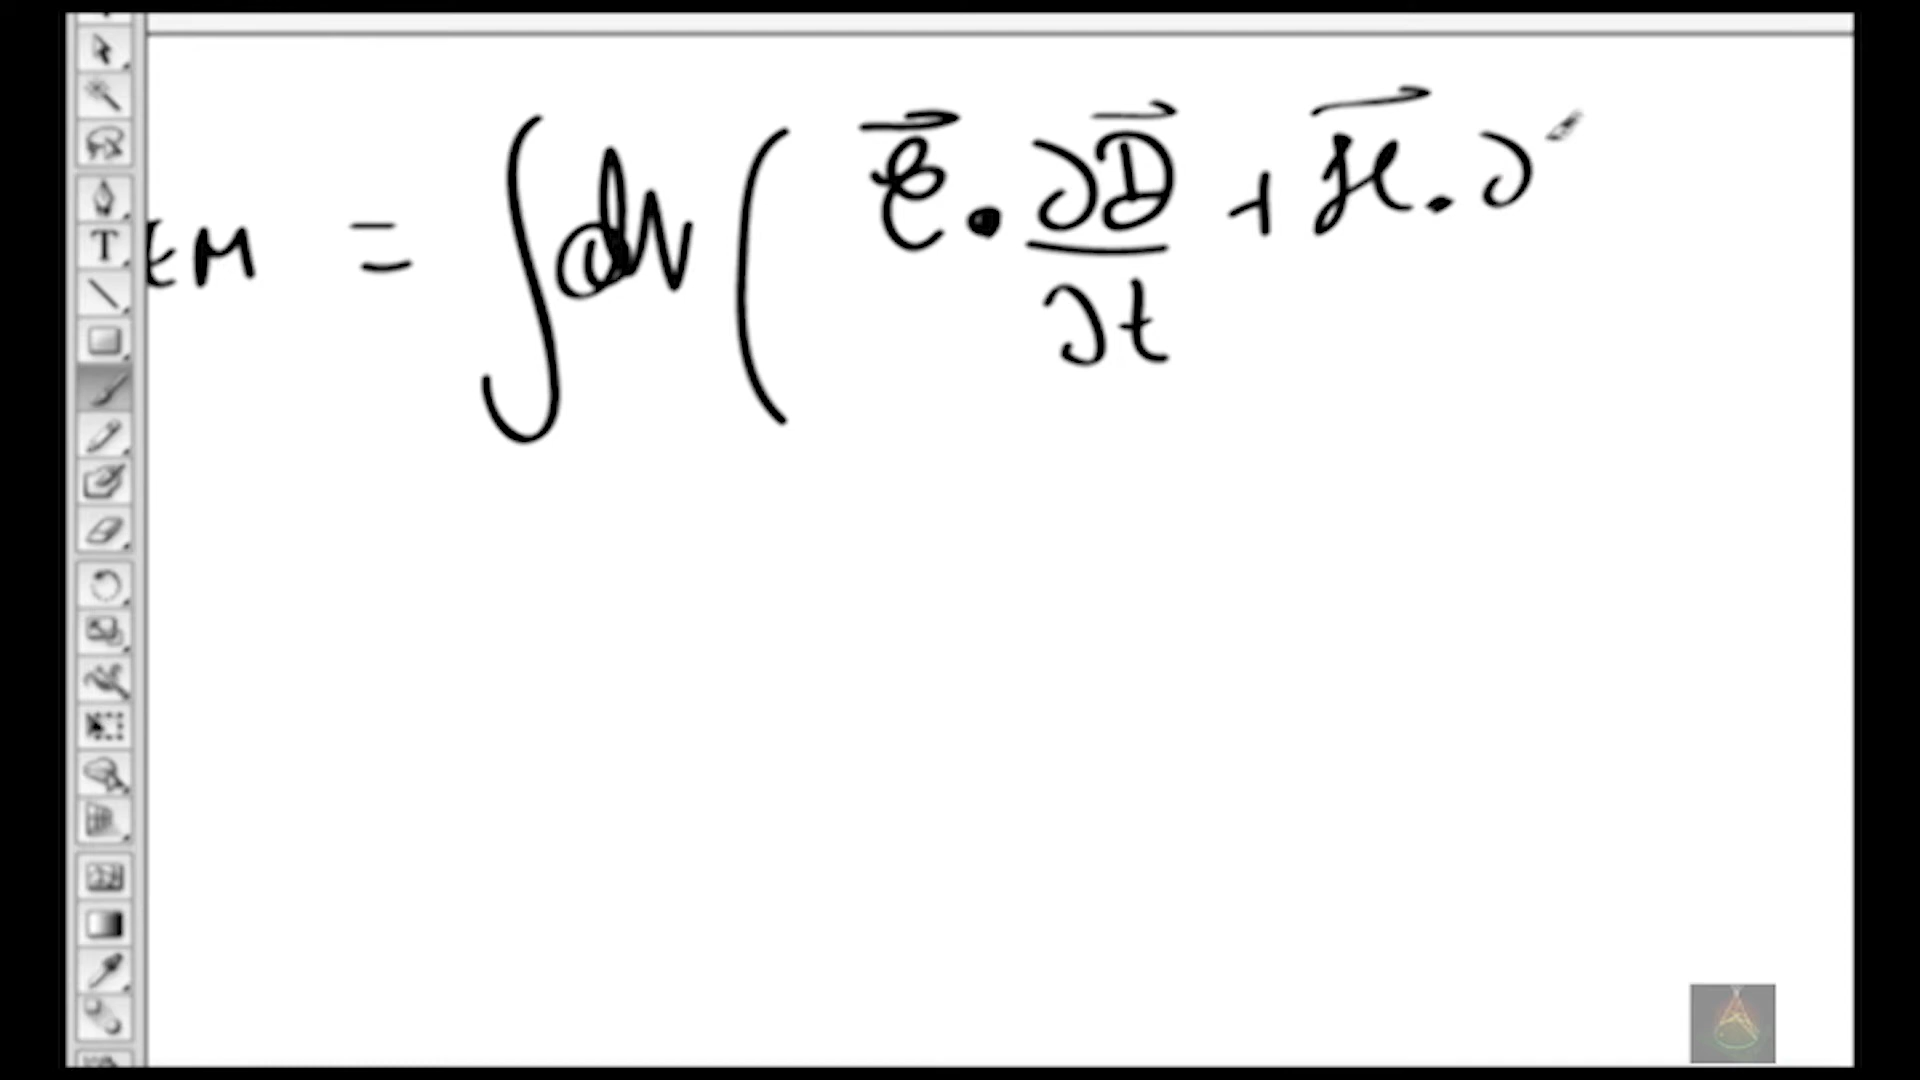 EM = ∫dv ( ℰ⃗ · ∂D⃗/∂t + ℋ⃗ · ∂
T